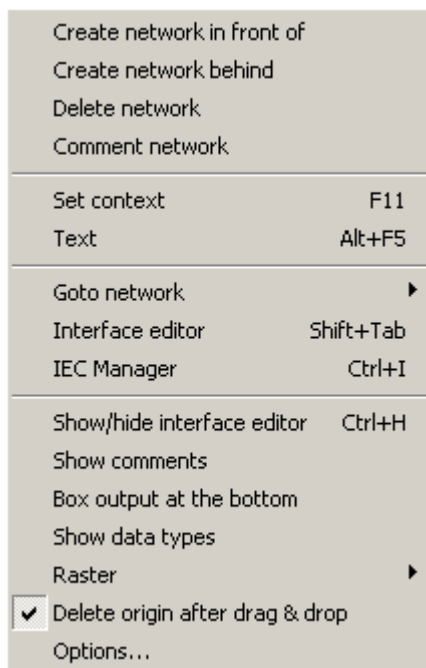 Create network in front of
Create network behind
Delete network
Comment network
Set context F11
Text Alt+F5
Goto network
Interface editor Shift+Tab
IEC Manager Ctrl+I
Show/hide interface editor Ctrl+H
Show comments
Box output at the bottom
Show data types
Raster
Delete origin after drag & drop
Options...